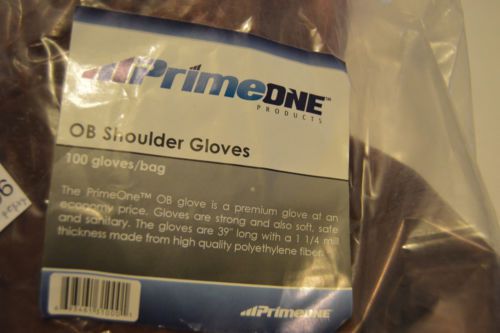 PrimeONE™
PRODUCTS
OB Shoulder Gloves
100 gloves/bag
The PrimeOne™ OB glove is a premium glove at an
economy price. Gloves are strong and also soft, safe
and sanitary. The gloves are 39" long with a 1 1/4 mill
thickness made from high quality polyethylene fiber.
PrimeONE